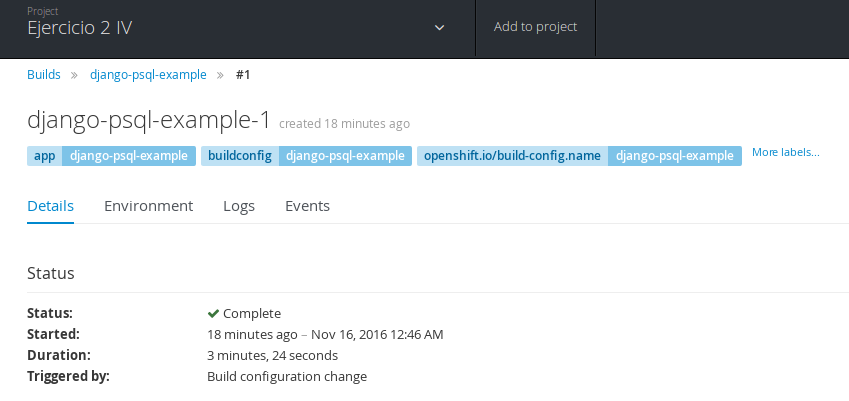 Project
Ejercicio 2 IV
Add to project
Builds » django-psql-example » #1
django-psql-example-1 created 18 minutes ago
app django-psql-example buildconfig django-psql-example openshift.io/build-config.name django-psql-example More labels...
Details Environment Logs Events
Status
Status: Complete
Started: 18 minutes ago – Nov 16, 2016 12:46 AM
Duration: 3 minutes, 24 seconds
Triggered by: Build configuration change